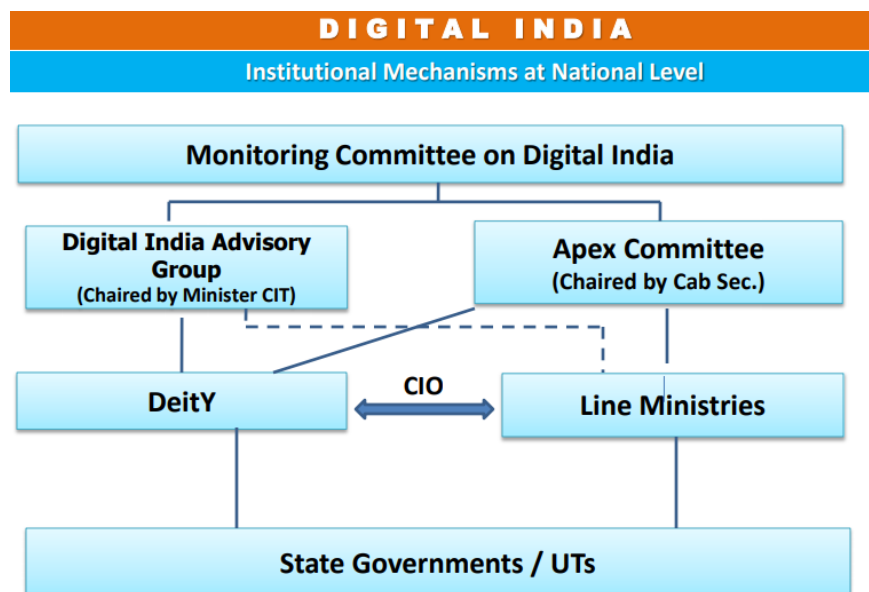 DIGITAL INDIA
Institutional Mechanisms at National Level
Monitoring Committee on Digital India
Digital India Advisory
Group
(Chaired by Minister CIT)
Apex Committee
(Chaired by Cab Sec.)
DeitY
CIO
Line Ministries
State Governments / UTs